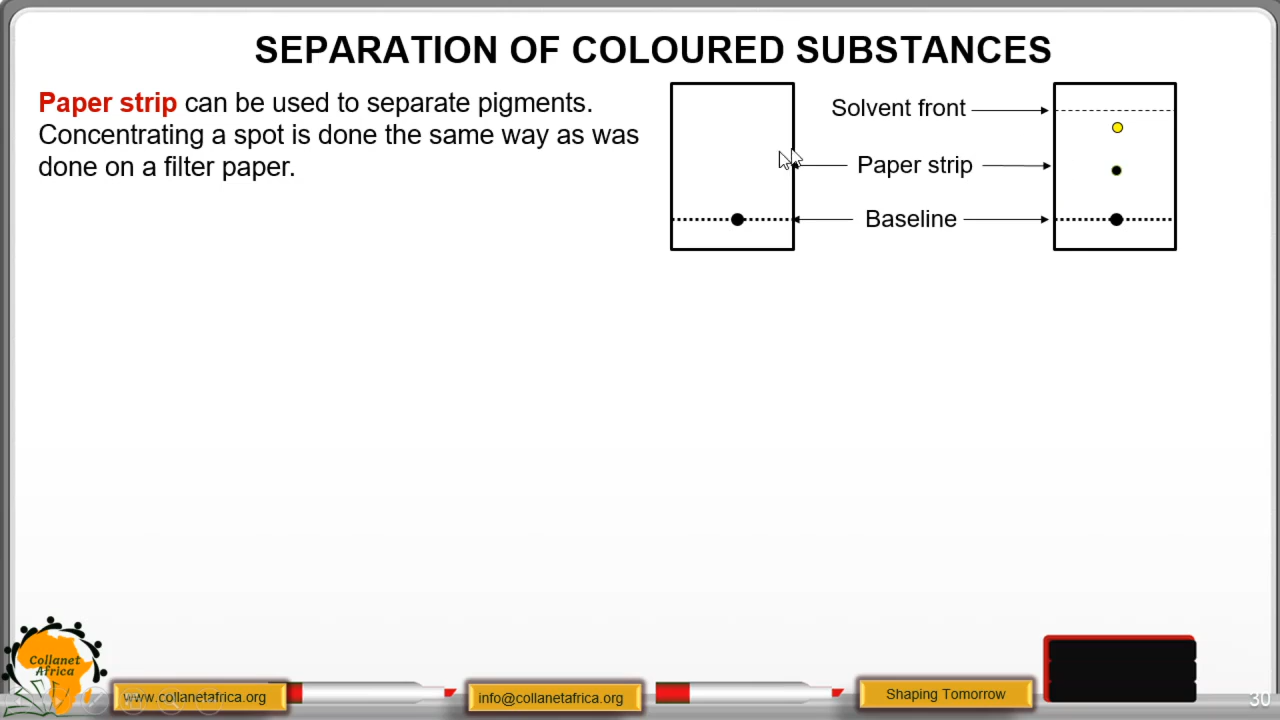 SEPARATION OF COLOURED SUBSTANCES
Paper strip can be used to separate pigments.
Concentrating a spot is done the same way as was
done on a filter paper.
Solvent front
Paper strip
Baseline
Collanet
Africa
www.collanetafrica.org
info@collanetafrica.org
Shaping Tomorrow
30